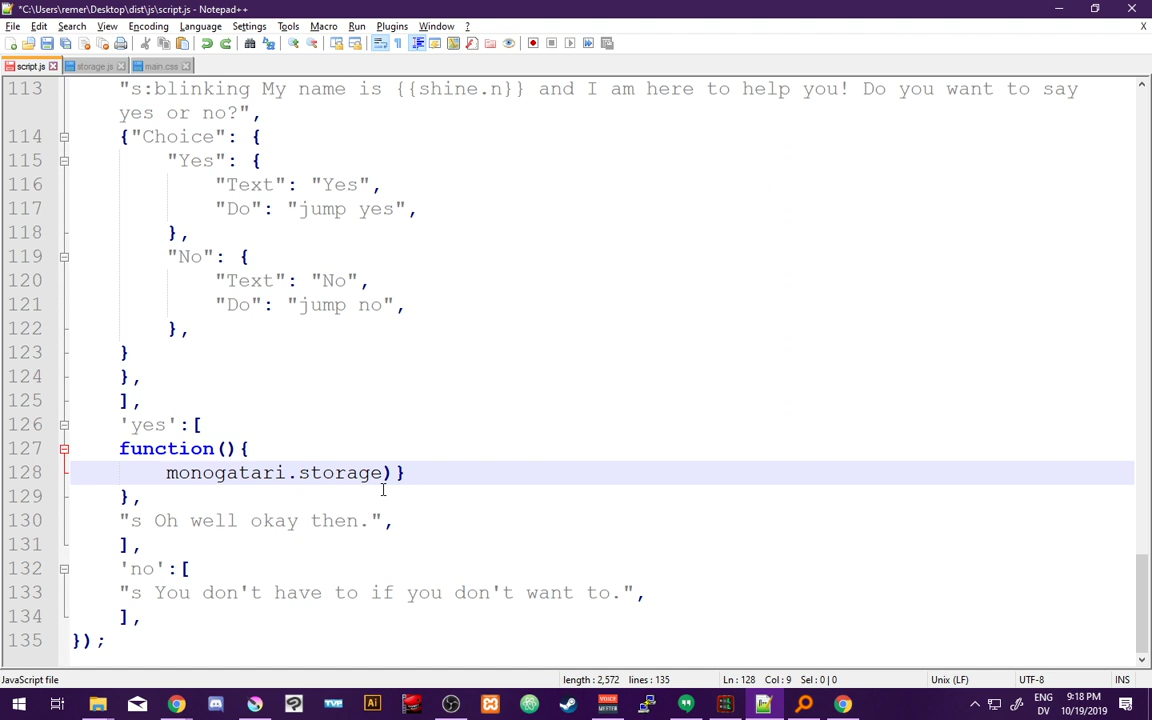 *C:\Users\remer\Desktop\dist\js\script.js - Notepad++
File Edit Search View Encoding Language Settings Tools Macro Run Plugins Window ? X
script.js storage.js main.css
113 "s:blinking My name is {{shine.n}} and I am here to help you! Do you want to say
yes or no?",
114 {"Choice": {
115 "Yes": {
116 "Text": "Yes",
117 "Do": "jump yes",
118 },
119 "No": {
120 "Text": "No",
121 "Do": "jump no",
122 },
123 }
124 },
125 ],
126 'yes':[
127 function(){
128 monogatari.storage)}
129 },
130 "s Oh well okay then.",
131 ],
132 'no':[
133 "s You don't have to if you don't want to.",
134 ],
135 });
JavaScript file length : 2,572 lines : 135 Ln : 128 Col : 9 Sel : 0 | 0 Unix (LF) UTF-8 INS
ENG 9:18 PM
DV 10/19/2019